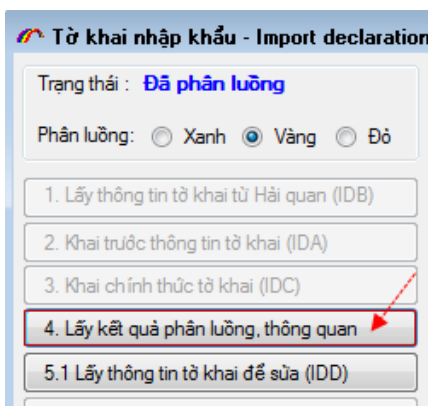 Tờ khai nhập khẩu - Import declaration
Trạng thái : Đã phân luồng
Phân luồng: Xanh Vàng Đỏ
1. Lấy thông tin tờ khai từ Hải quan (IDB)
2. Khai trước thông tin tờ khai (IDA)
3. Khai chính thức tờ khai (IDC)
4. Lấy kết quả phân luồng, thông quan
5.1 Lấy thông tin tờ khai để sửa (IDD)